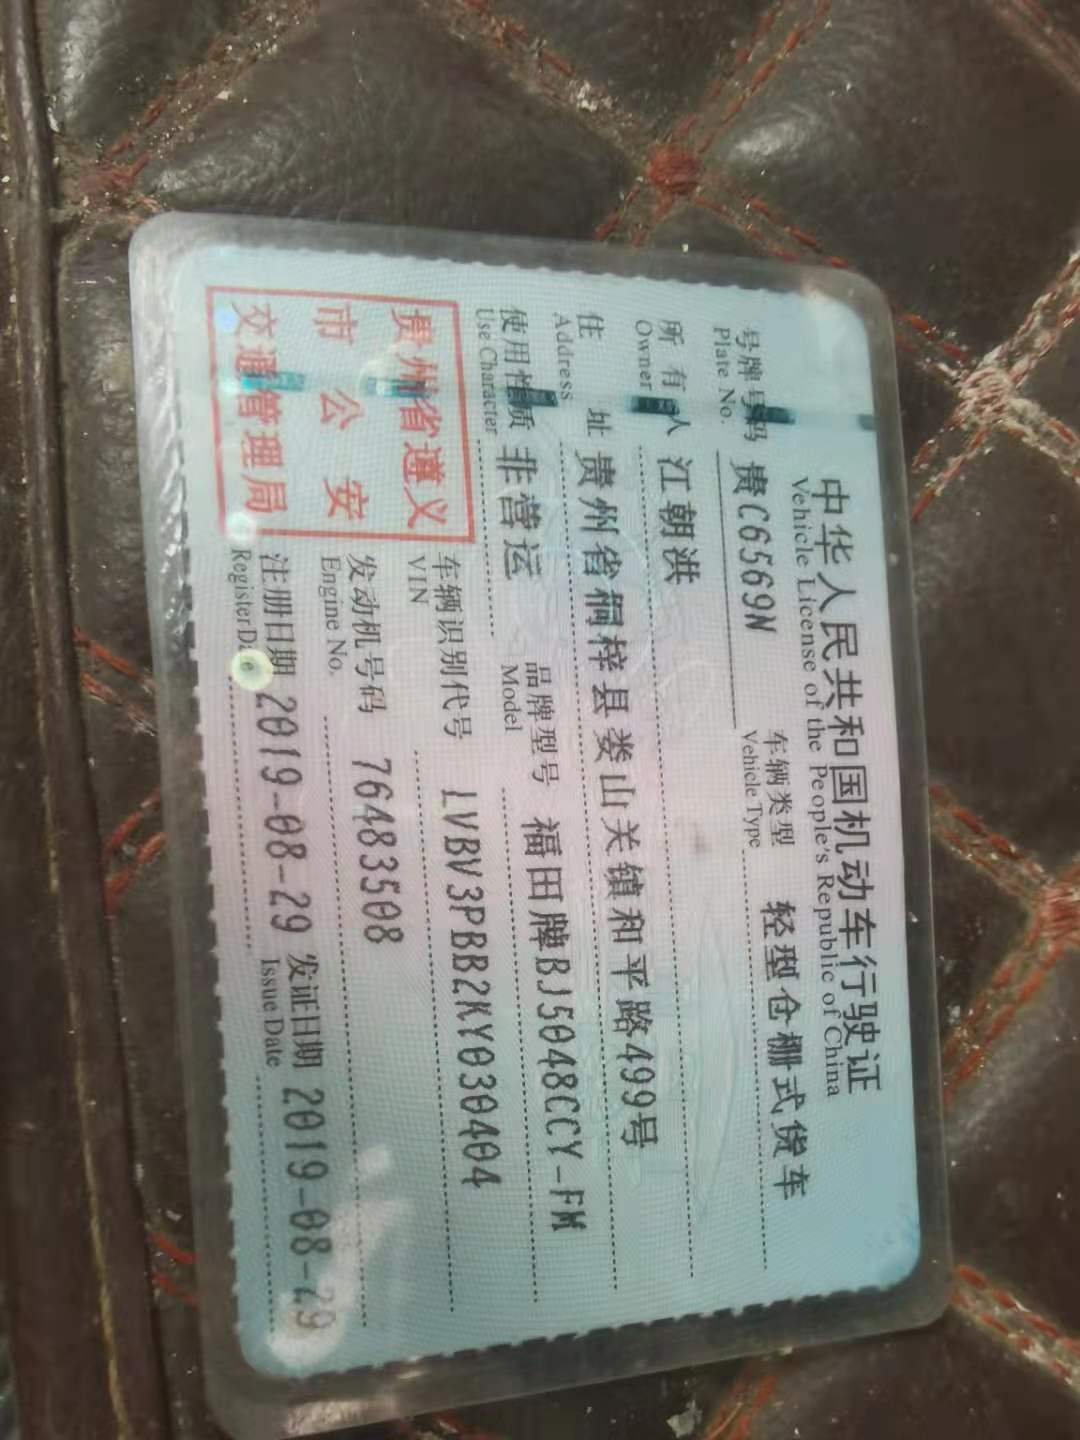 中华人民共和国机动车行驶证
Vehicle License of the People's Republic of China
号牌号码 贵C6569N 车辆类型 轻型仓栅式货车
Plate No. Vehicle Type
所有人 江朝洪
Owner
住址 贵州省桐梓县娄山关镇和平路499号
Address
使用性质 非营运 品牌型号 福田牌BJ5048CCY-FM
Use Character Model
车辆识别代号 LVBV3PBB2KY030404
VIN
发动机号码 76483508
Engine No.
注册日期 2019-08-29 发证日期 2019-08-29
Register Date Issue Date
贵州省遵义
市公安
交通管理局